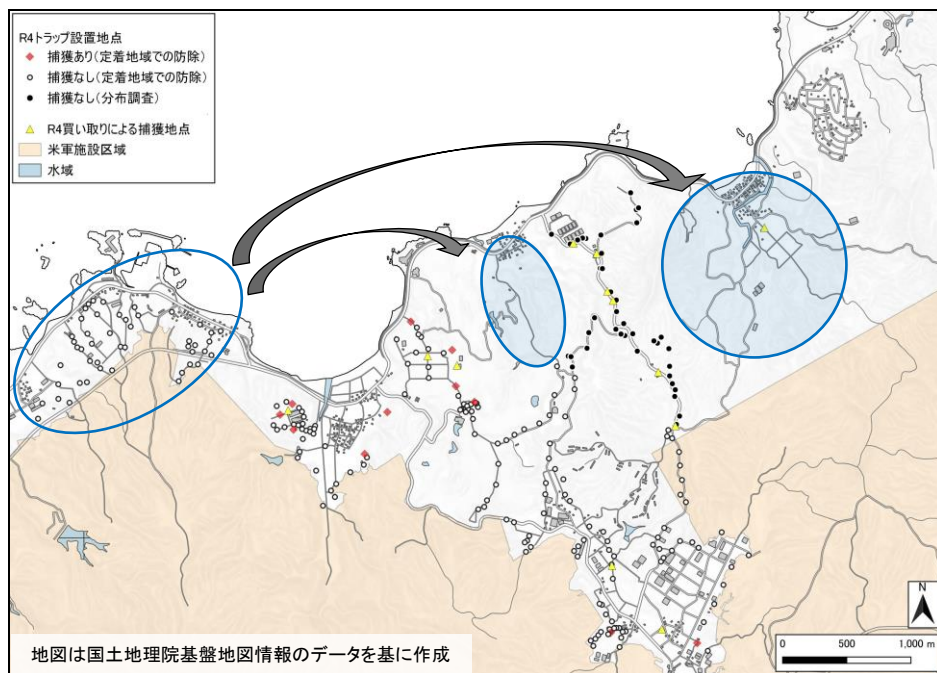 R4トラップ設置地点
捕獲あり(定着地域での防除)
捕獲なし(定着地域での防除)
捕獲なし(分布調査)
R4買い取りによる捕獲地点
米軍施設区域
水域
N
0 500 1,000 m
地図は国土地理院基盤地図情報のデータを基に作成